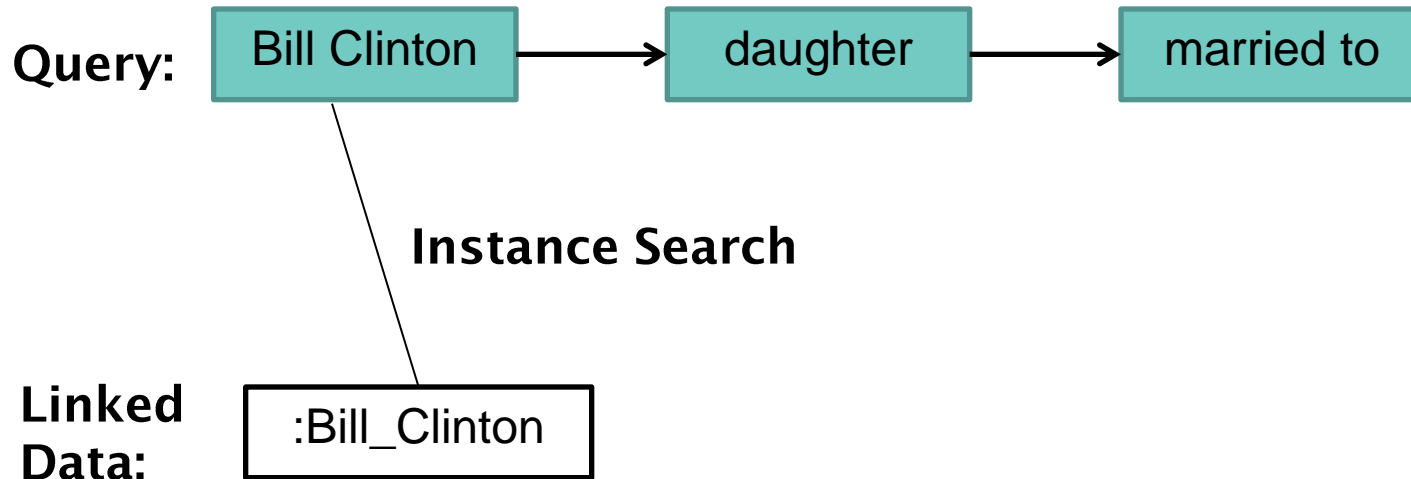 Query:
Bill Clinton
daughter
married to
Instance Search
Linked
Data:
:Bill_Clinton